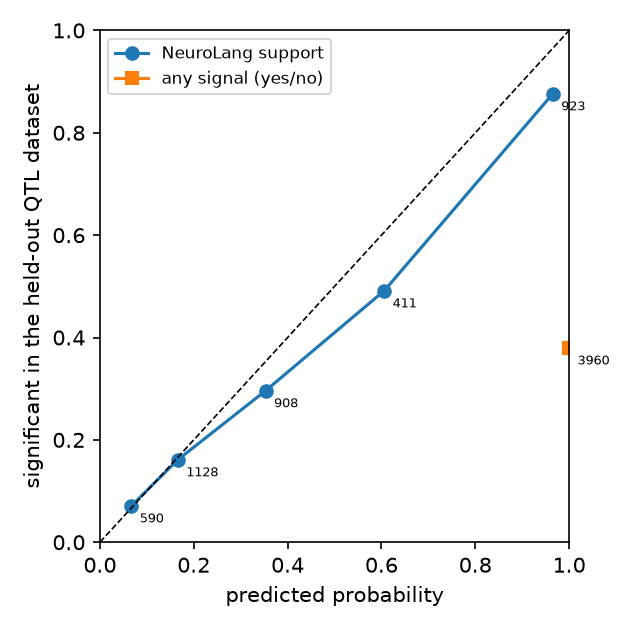 1.0
NeuroLang support
any signal (yes/no)
923
0.8
0.6
411
0.4
3960
908
0.2
1128
590
0.0
0.0 0.2 0.4 0.6 0.8 1.0
predicted probability
significant in the held-out QTL dataset